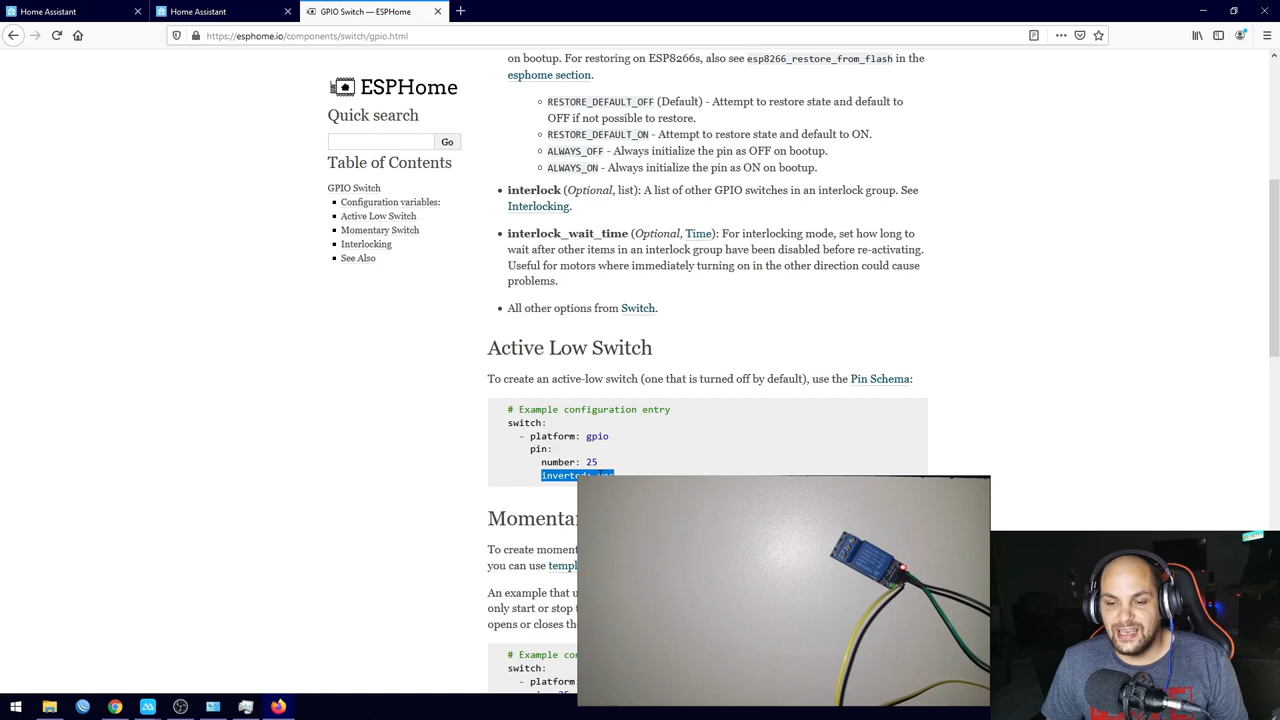 Home Assistant
Home Assistant
GPIO Switch — ESPHome
https://esphome.io/components/switch/gpio.html
ESPHome
Quick search
Go
Table of Contents
GPIO Switch
Configuration variables:
Active Low Switch
Momentary Switch
Interlocking
See Also
on bootup. For restoring on ESP8266s, also see esp8266_restore_from_flash in the
esphome section.
RESTORE_DEFAULT_OFF (Default) - Attempt to restore state and default to
OFF if not possible to restore.
RESTORE_DEFAULT_ON - Attempt to restore state and default to ON.
ALWAYS_OFF - Always initialize the pin as OFF on bootup.
ALWAYS_ON - Always initialize the pin as ON on bootup.
interlock (Optional, list): A list of other GPIO switches in an interlock group. See
Interlocking.
interlock_wait_time (Optional, Time): For interlocking mode, set how long to
wait after other items in an interlock group have been disabled before re-activating.
Useful for motors where immediately turning on in the other direction could cause
problems.
All other options from Switch.
Active Low Switch
To create an active-low switch (one that is turned off by default), use the Pin Schema:
# Example configuration entry
switch:
- platform: gpio
pin:
number: 25
inverted: yes
Momenta
To create moment
you can use templ
An example that u
only start or stop t
opens or closes the
# Example co
switch:
- platform: